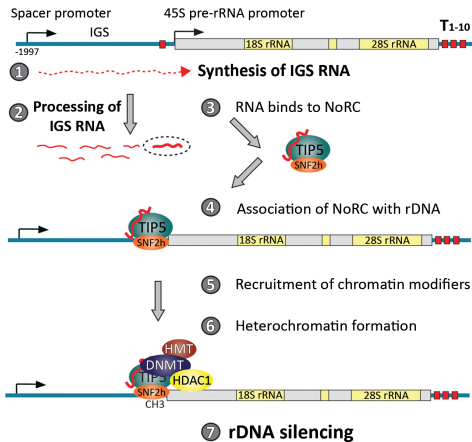 Spacer promoter
45S pre-rRNA promoter
T1-10
IGS
-1997
18S rRNA
28S rRNA
1
Synthesis of IGS RNA
2
Processing of
IGS RNA
3
RNA binds to NoRC
TIP5
SNF2h
4
Association of NoRC with rDNA
TIP5
SNF2h
18S rRNA
28S rRNA
5
Recruitment of chromatin modifiers
6
Heterochromatin formation
HMT
DNMT
TIP5
HDAC1
SNF2h
CH3
18S rRNA
28S rRNA
7
rDNA silencing